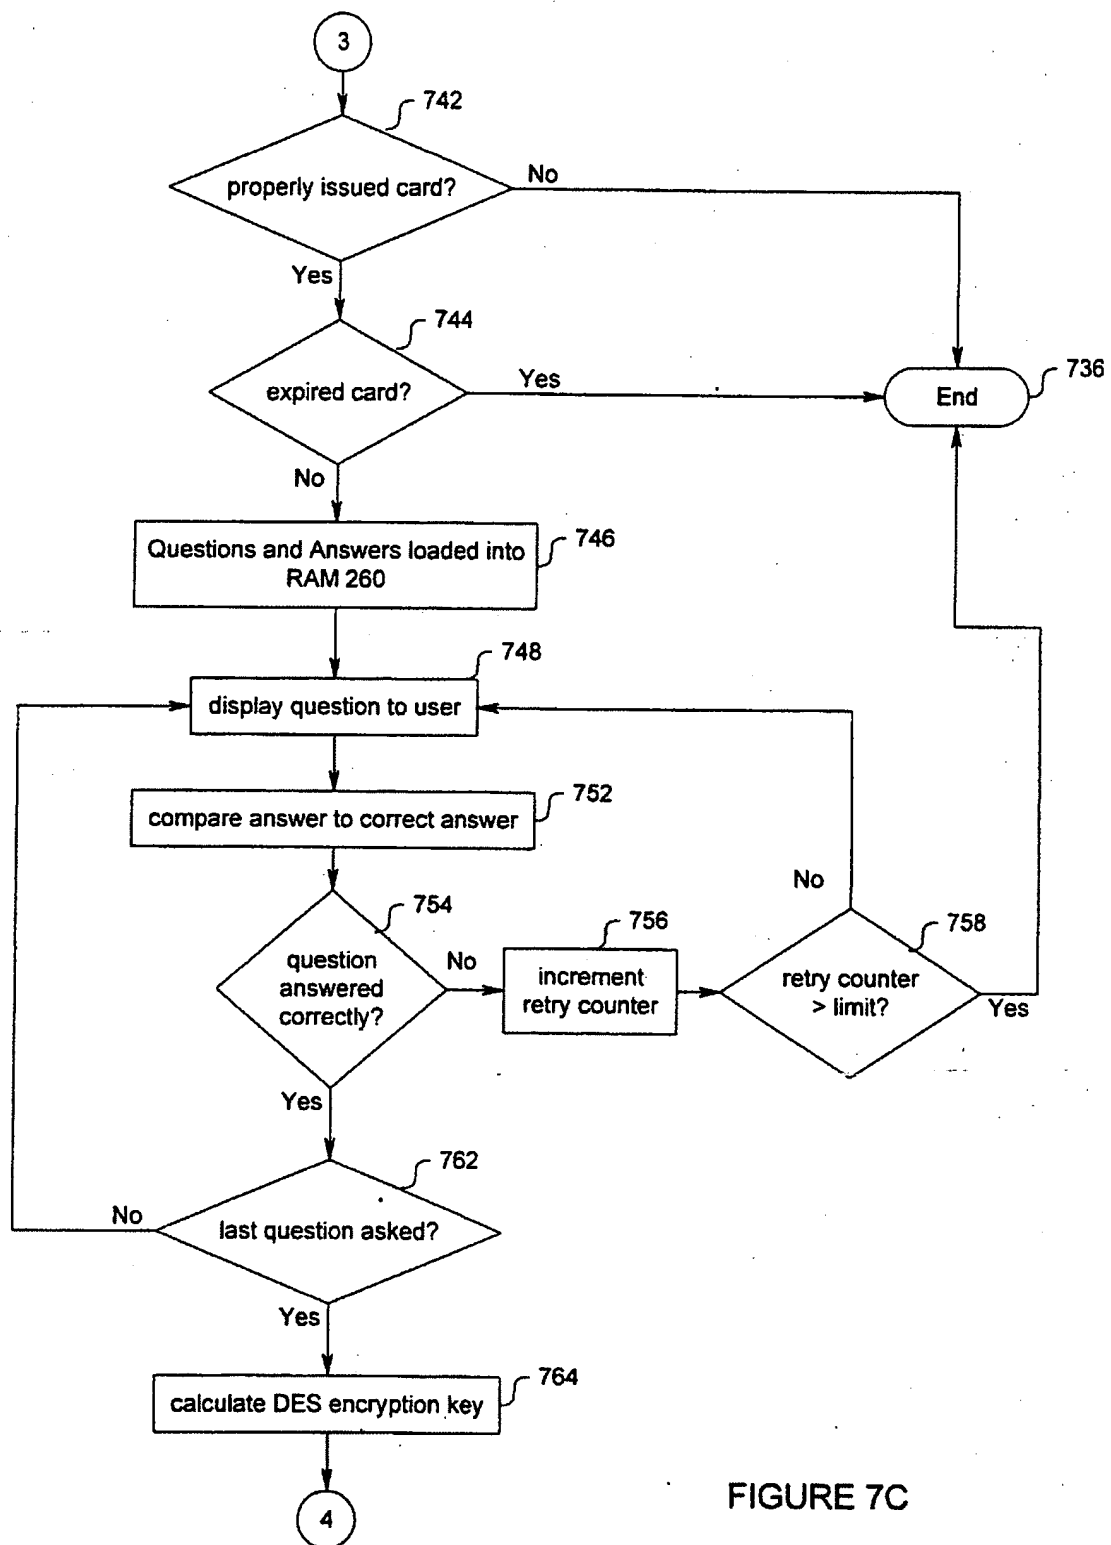 3
742
properly issued card?
No
Yes
744
expired card?
Yes
736
End
No
Questions and Answers loaded into
RAM 260
746
748
display question to user
752
compare answer to correct answer
No
754
756
758
question
answered
correctly?
No
increment
retry counter
retry counter
> limit?
Yes
Yes
762
No
last question asked?
Yes
764
calculate DES encryption key
4
FIGURE 7C